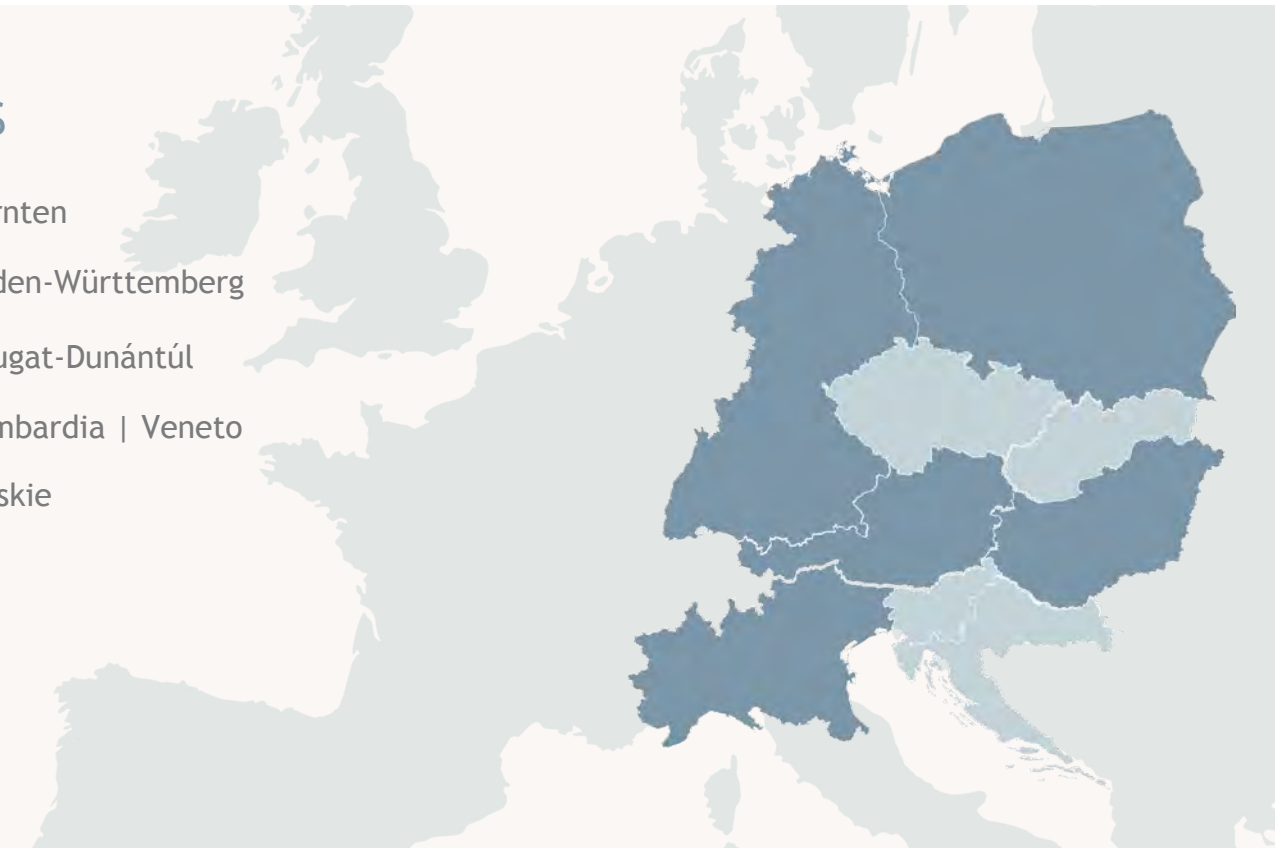 s
rnten
den-Württemberg
ugat-Dunántúl
mbardia | Veneto
skie